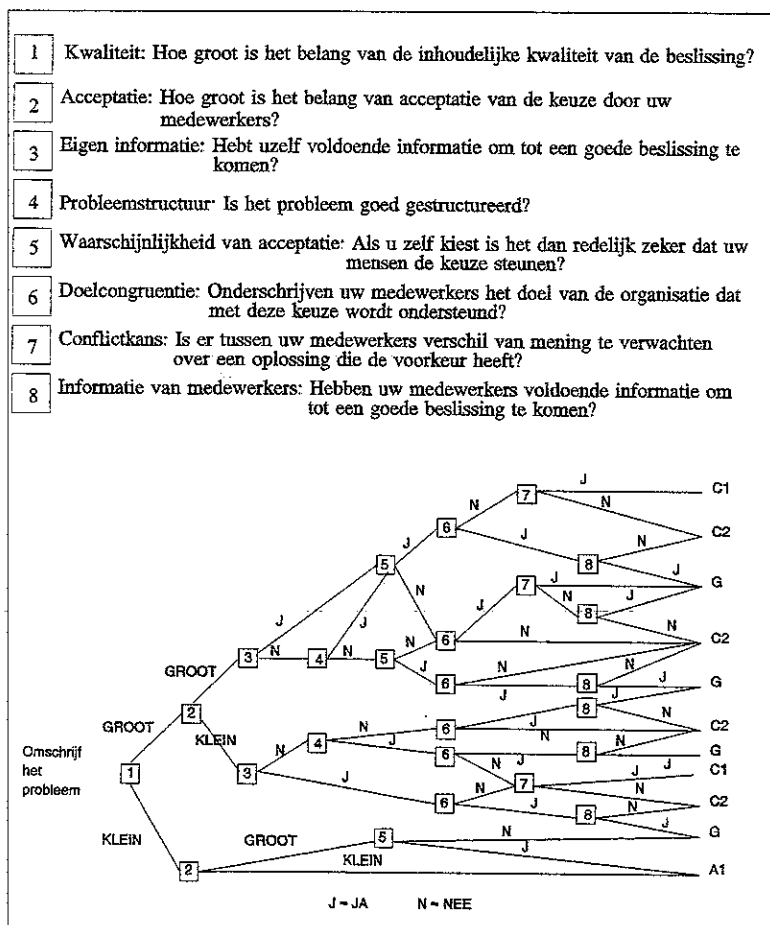 1 Kwaliteit: Hoe groot is het belang van de inhoudelijke kwaliteit van de beslissing?
2 Acceptatie: Hoe groot is het belang van acceptatie van de keuze door uw
medewerkers?
3 Eigen informatie: Hebt uzelf voldoende informatie om tot een goede beslissing te
komen?
4 Probleemstructuur: Is het probleem goed gestructureerd?
5 Waarschijnlijkheid van acceptatie: Als u zelf kiest is het dan redelijk zeker dat uw
mensen de keuze steunen?
6 Doelcongruentie: Onderschrijven uw medewerkers het doel van de organisatie dat
met deze keuze wordt ondersteund?
7 Conflictkans: Is er tussen uw medewerkers verschil van mening te verwachten
over een oplossing die de voorkeur heeft?
8 Informatie van medewerkers: Hebben uw medewerkers voldoende informatie om
tot een goede beslissing te komen?
J C1
N 7
N
6 C2
J N
J 8
5 J
N 7 J G
J N J
J J 8
6 N
N N C2
3 N 4 N 5
GROOT J 6 N N
J 8 J G
2 8 J
GROOT N 6 J N C2
KLEIN 4 N
Omschrijf J 6 J 8 N G
het 1 N N J J C1
probleem 3 J 7 N
6 N C2
J 8 N
J
KLEIN GROOT 5 N G
KLEIN J
2 A1
J = JA N = NEE